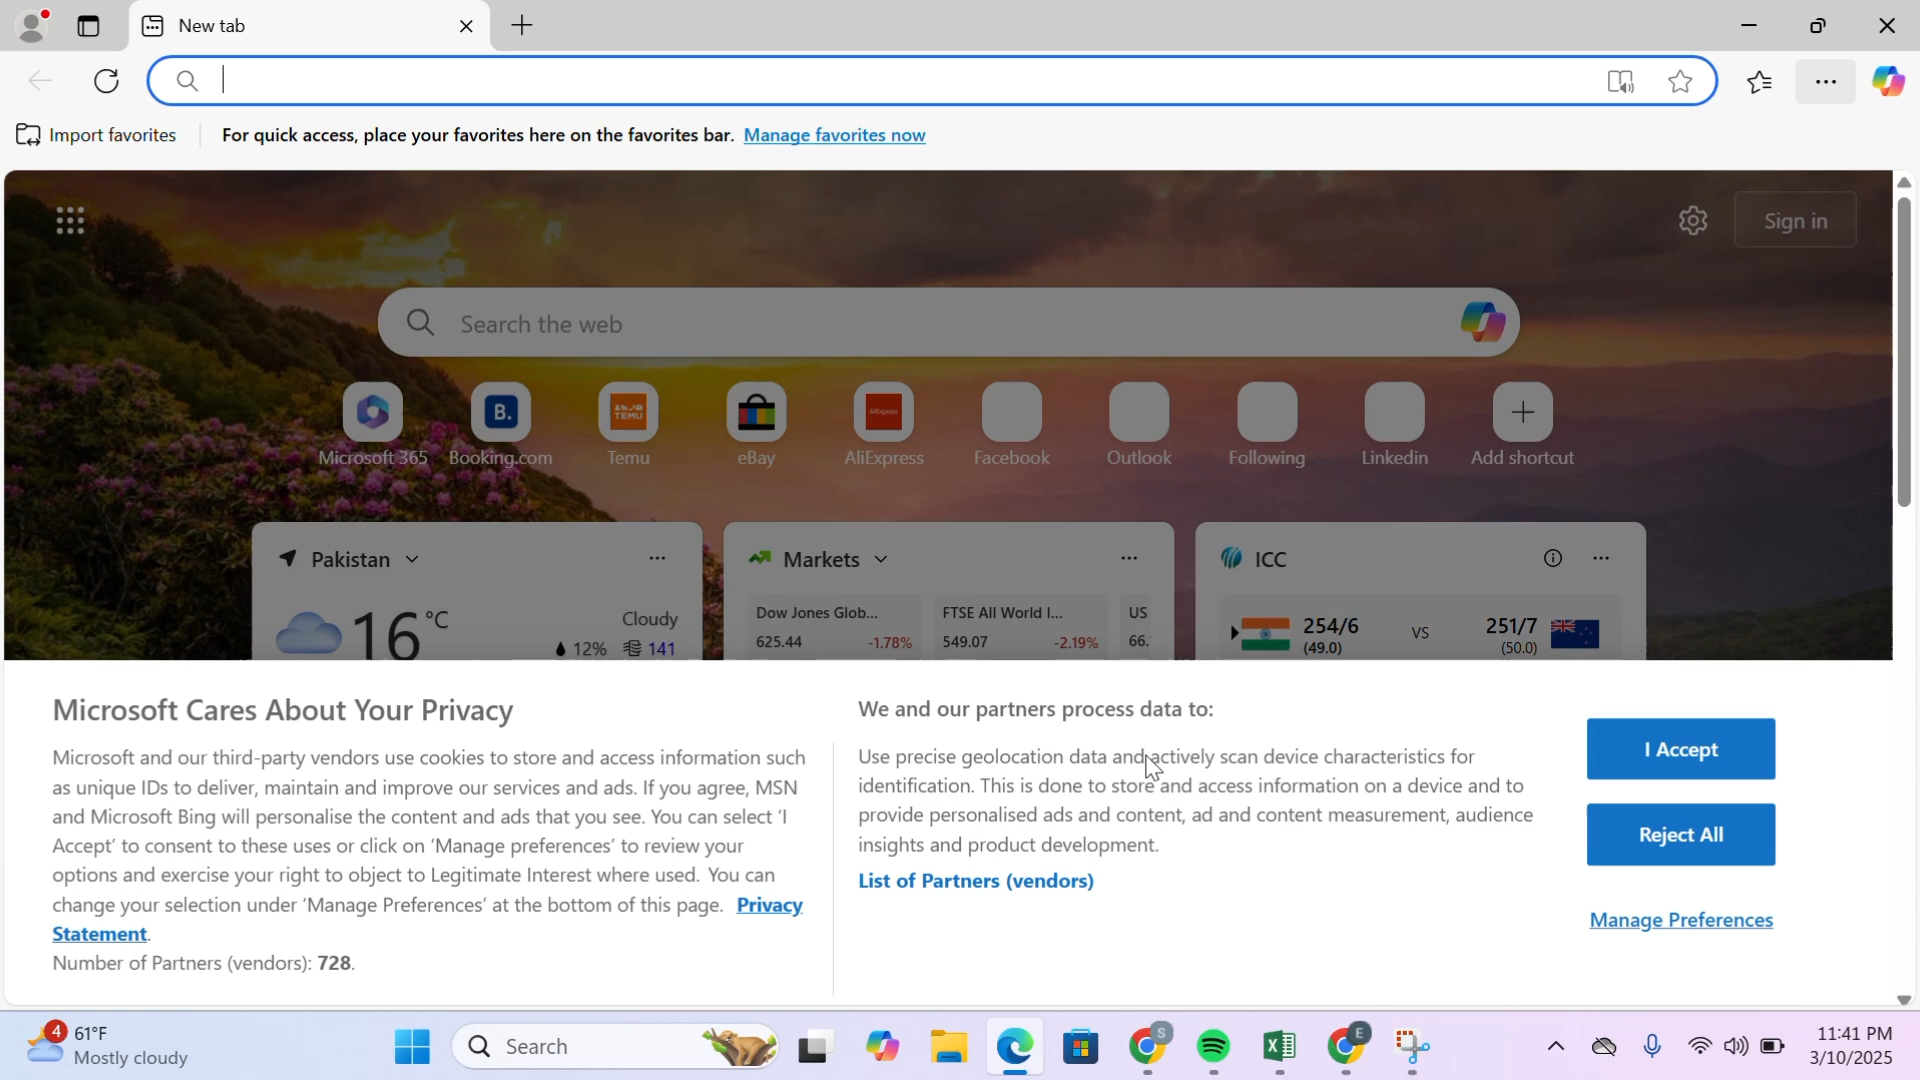 New tab
Import favorites
For quick access, place your favorites here on the favorites bar. Manage favorites now
Sign in
Search the web
Microsoft 365
Booking.com
Temu
eBay
AliExpress
Facebook
Outlook
Following
Linkedin
Add shortcut
B.
TEMU
AliExpress
Pakistan
16 °C
Cloudy
12% 141
Markets
Dow Jones Glob...
625.44 -1.78%
FTSE All World I...
549.07 -2.19%
US
66.
ICC
254/6
(49.0)
VS
251/7
(50.0)
Microsoft Cares About Your Privacy
Microsoft and our third-party vendors use cookies to store and access information such
as unique IDs to deliver, maintain and improve our services and ads. If you agree, MSN
and Microsoft Bing will personalise the content and ads that you see. You can select 'I
Accept' to consent to these uses or click on 'Manage preferences' to review your
options and exercise your right to object to Legitimate Interest where used. You can
change your selection under 'Manage Preferences' at the bottom of this page. Privacy
Statement.
Number of Partners (vendors): 728.
We and our partners process data to:
Use precise geolocation data and actively scan device characteristics for
identification. This is done to store and access information on a device and to
provide personalised ads and content, ad and content measurement, audience
insights and product development.
List of Partners (vendors)
I Accept
Reject All
Manage Preferences
4
61°F
Mostly cloudy
Search
S
E
11:41 PM
3/10/2025